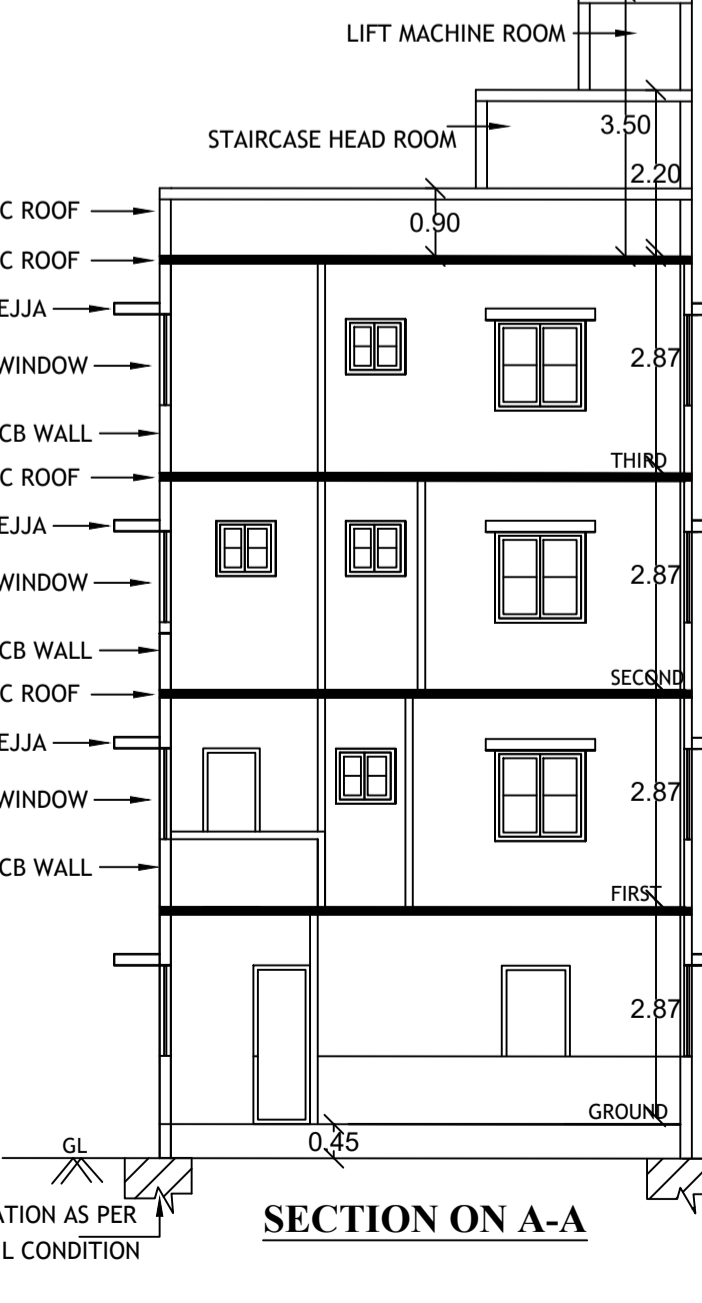 LIFT MACHINE ROOM
STAIRCASE HEAD ROOM
3.50
2.20
C ROOF
0.90
C ROOF
EJJA
WINDOW
2.87
CB WALL
THIRD
C ROOF
EJJA
WINDOW
2.87
CB WALL
SECOND
C ROOF
EJJA
WINDOW
2.87
CB WALL
FIRST
2.87
GROUND
GL
0.45
ATION AS PER
L CONDITION
SECTION ON A-A